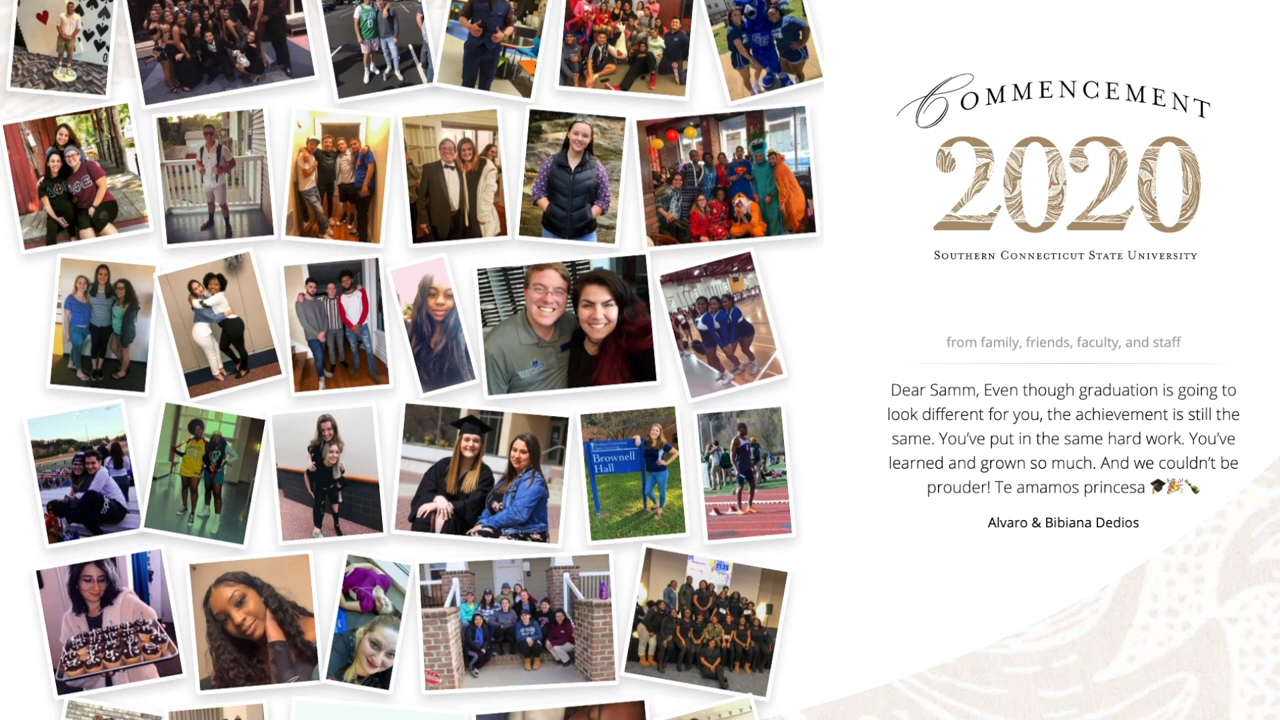 COMMENCEMENT
2020
SOUTHERN CONNECTICUT STATE UNIVERSITY
from family, friends, faculty, and staff
Dear Samm, Even though graduation is going to
look different for you, the achievement is still the
same. You’ve put in the same hard work. You’ve
learned and grown so much. And we couldn’t be
prouder! Te amamos princesa 🎓🎉🍾
Alvaro & Bibiana Dedios
Brownell
Hall